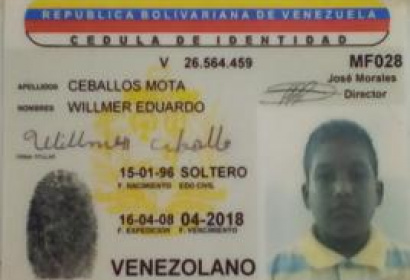 REPUBLICA BOLIVARIANA DE VENEZUELA
CEDULA DE IDENTIDAD
V 26.564.459 MF028
José Morales
Director
APELLIDOS CEBALLOS MOTA
NOMBRES WILLMER EDUARDO
Willmer Ceballo
FIRMA TITULAR
15-01-96 SOLTERO
F. NACIMIENTO EDO CIVIL
16-04-08 04-2018
F. EXPEDICION F. VENCIMIENTO
VENEZOLANO